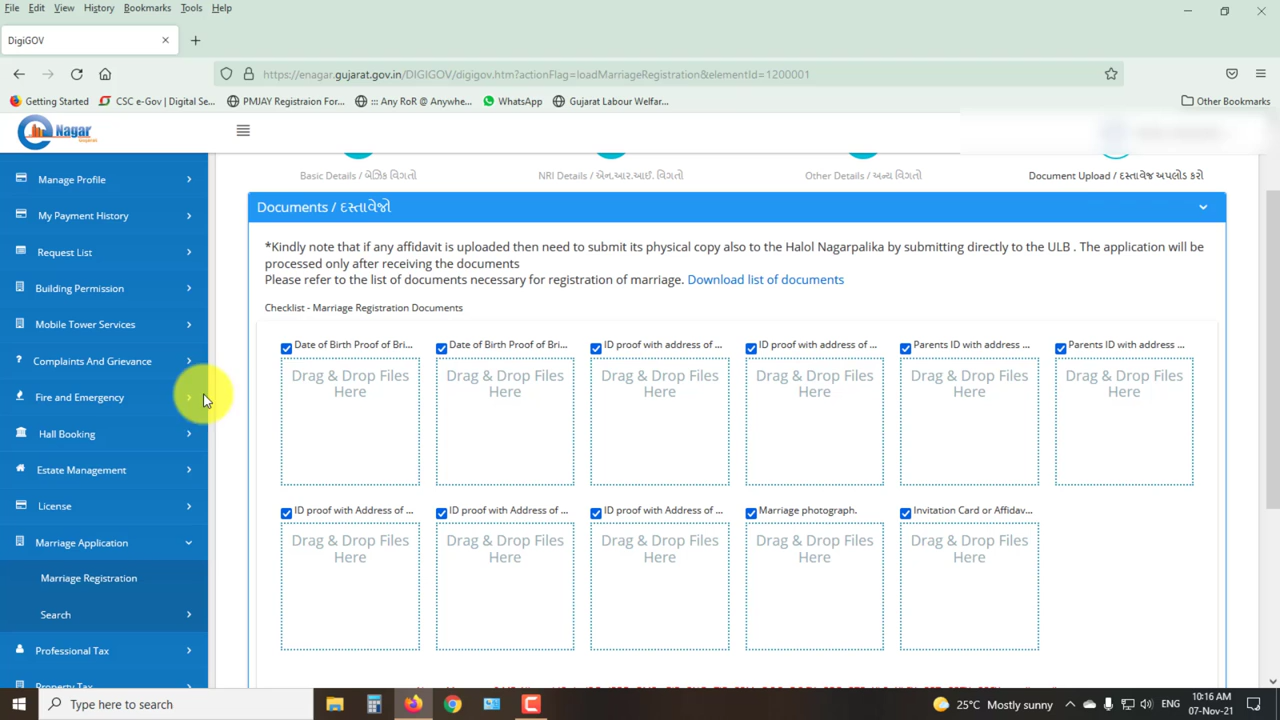 File Edit View History Bookmarks Tools Help
DigiGOV
https://enagar.gujarat.gov.in/DIGIGOV/digigov.htm?actionFlag=loadMarriageRegistration&elementId=1200001
Getting Started CSC e-Gov | Digital Se... PMJAY Registraion For... ::: Any RoR @ Anywhe... WhatsApp Gujarat Labour Welfar... Other Bookmarks
Nagar
Manage Profile
My Payment History
Request List
Building Permission
Mobile Tower Services
Complaints And Grievance
Fire and Emergency
Hall Booking
Estate Management
License
Marriage Application
Marriage Registration
Search
Professional Tax
Property Tax
Basic Details / બેઝિક વિગતો NRI Details / એન.આર.આઈ. વિગતો Other Details / અન્ય વિગતો Document Upload / દસ્તાવેજ અપલોડ કરો
Documents / દસ્તાવેજો
*Kindly note that if any affidavit is uploaded then need to submit its physical copy also to the Halol Nagarpalika by submitting directly to the ULB . The application will be
processed only after receiving the documents
Please refer to the list of documents necessary for registration of marriage. Download list of documents
Checklist - Marriage Registration Documents
Date of Birth Proof of Bri... Date of Birth Proof of Bri... ID proof with address of ... ID proof with address of ... Parents ID with address ... Parents ID with address ...
Drag & Drop Files Drag & Drop Files Drag & Drop Files Drag & Drop Files Drag & Drop Files Drag & Drop Files
Here Here Here Here Here Here
ID proof with Address of ... ID proof with Address of ... ID proof with Address of ... Marriage photograph. Invitation Card or Affidav...
Drag & Drop Files Drag & Drop Files Drag & Drop Files Drag & Drop Files Drag & Drop Files
Here Here Here Here Here
Type here to search
25°C Mostly sunny
ENG
10:16 AM
07-Nov-21